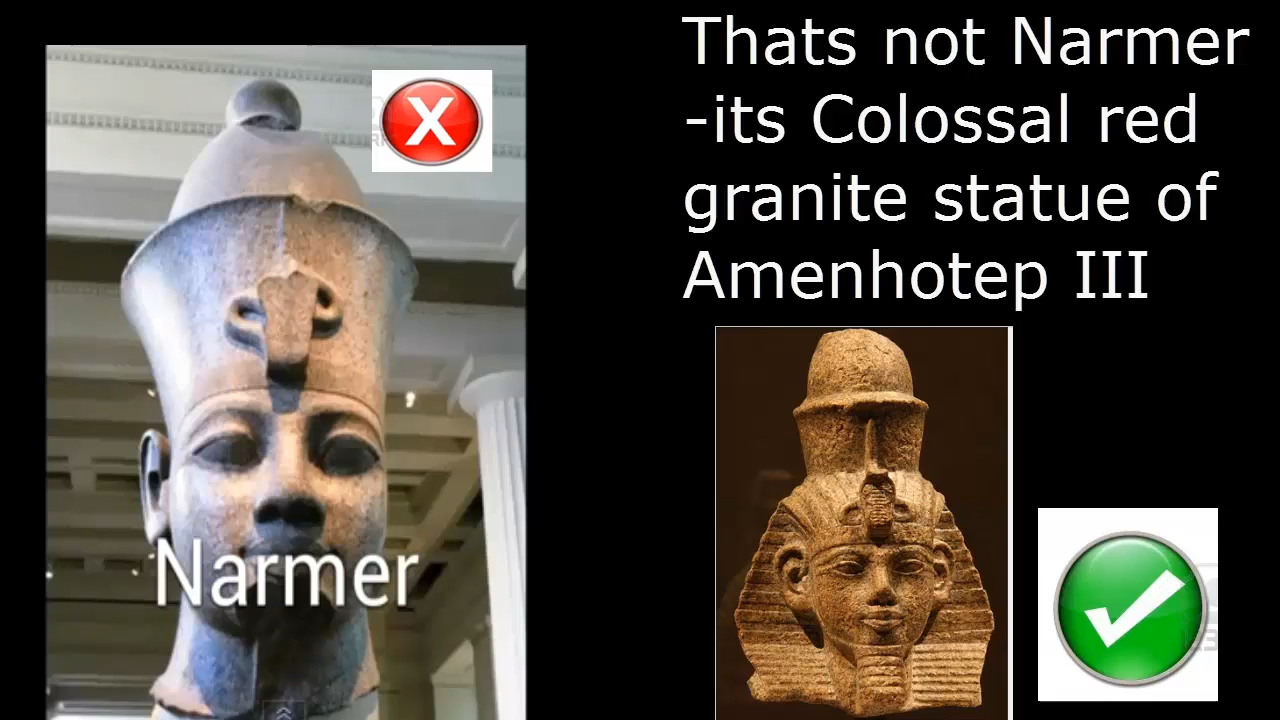 Thats not Narmer
-its Colossal red
granite statue of
Amenhotep III
X
Narmer